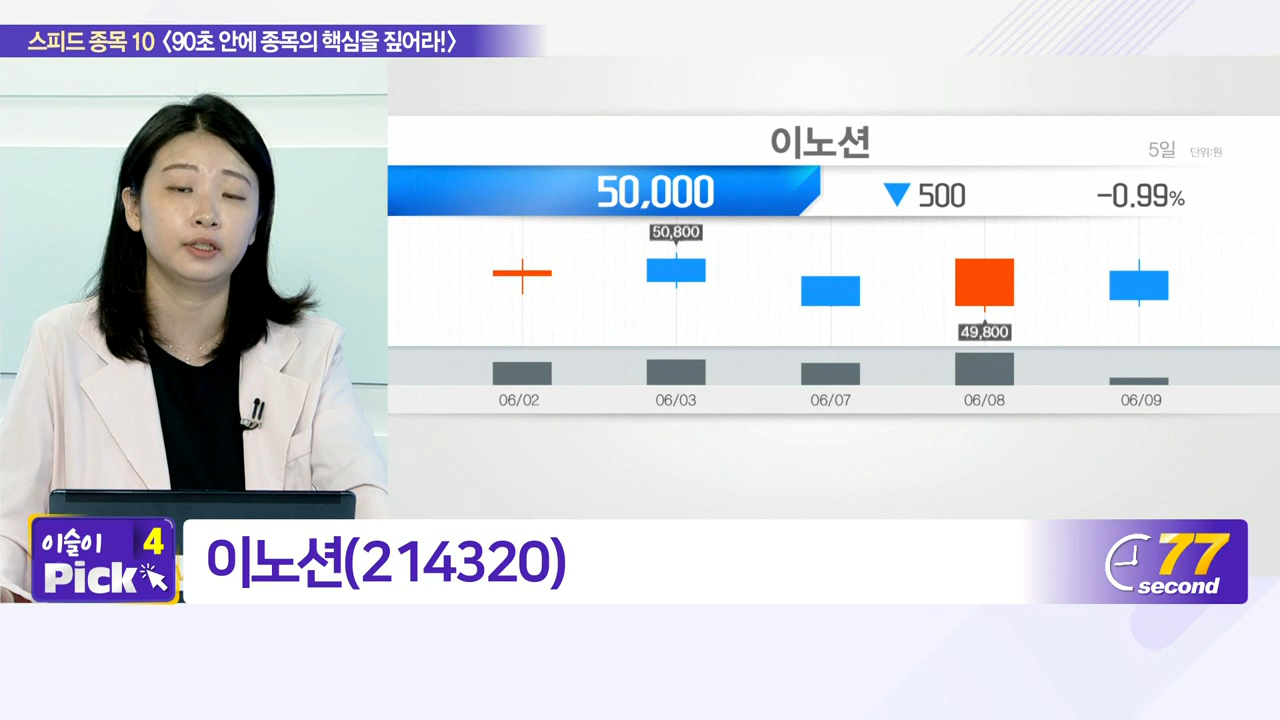 스피드 종목 10 〈90초 안에 종목의 핵심을 짚어라!〉
이노션
5일 단위:원
50,000 ▼ 500 -0.99%
50,800
49,800
06/02 06/03 06/07 06/08 06/09
이슬이 4
Pick
이노션(214320)
77
second